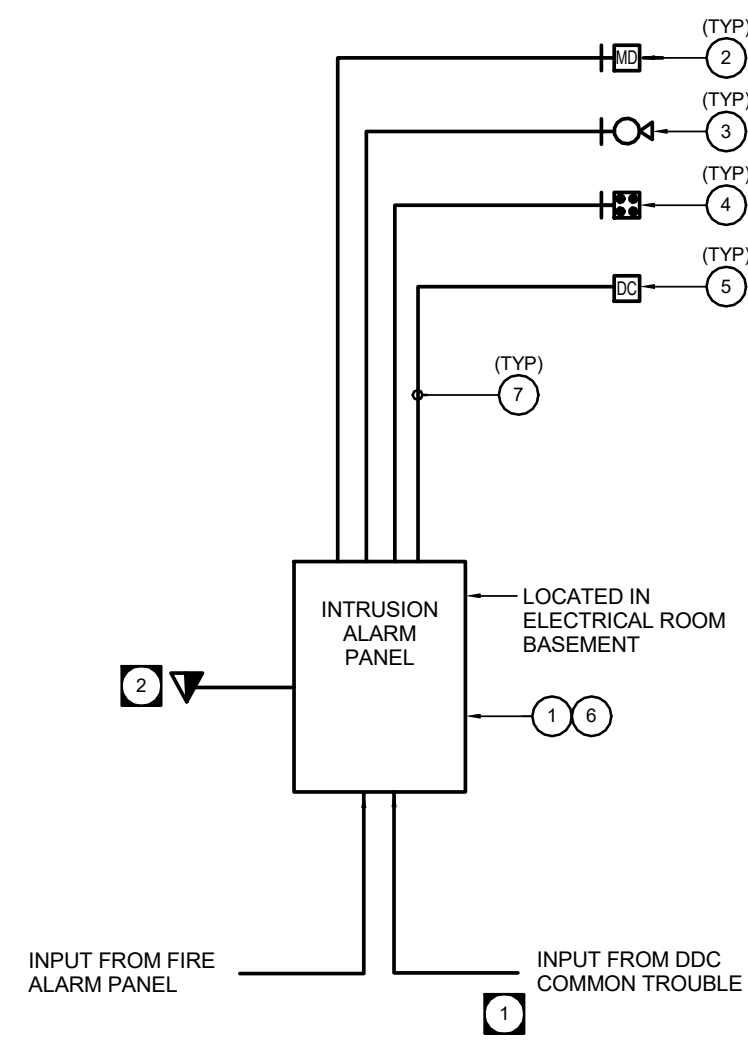 (TYP)
MD
2
(TYP)
3
(TYP)
4
(TYP)
DC
5
(TYP)
7
INTRUSION
ALARM
PANEL
LOCATED IN
ELECTRICAL ROOM
BASEMENT
2
1 6
INPUT FROM FIRE
ALARM PANEL
INPUT FROM DDC
COMMON TROUBLE
1